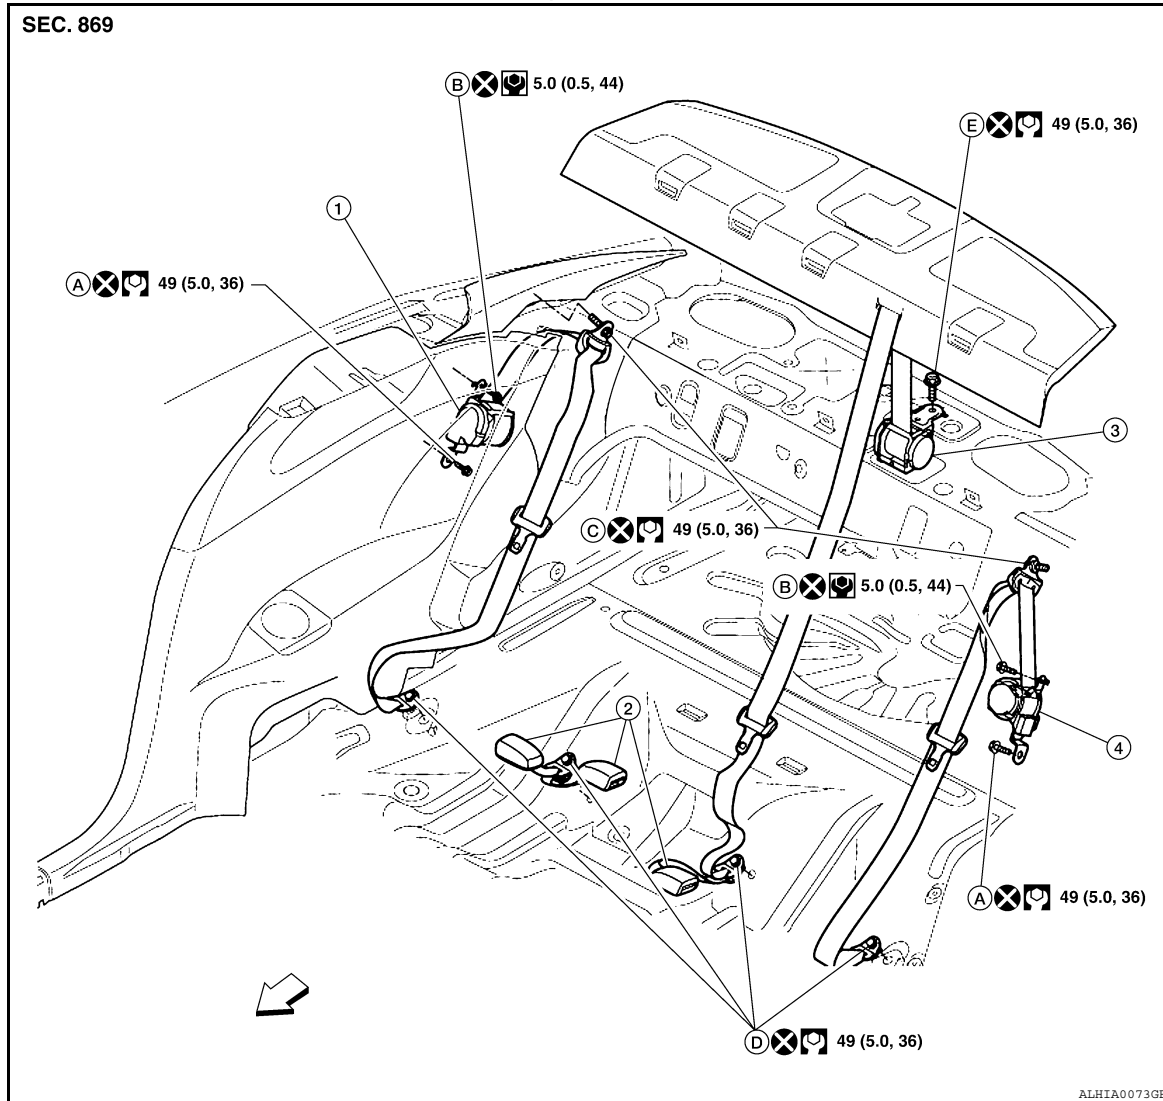 SEC. 869
B 5.0 (0.5, 44)
E 49 (5.0, 36)
1
A 49 (5.0, 36)
3
C 49 (5.0, 36)
B 5.0 (0.5, 44)
2
4
A 49 (5.0, 36)
D 49 (5.0, 36)